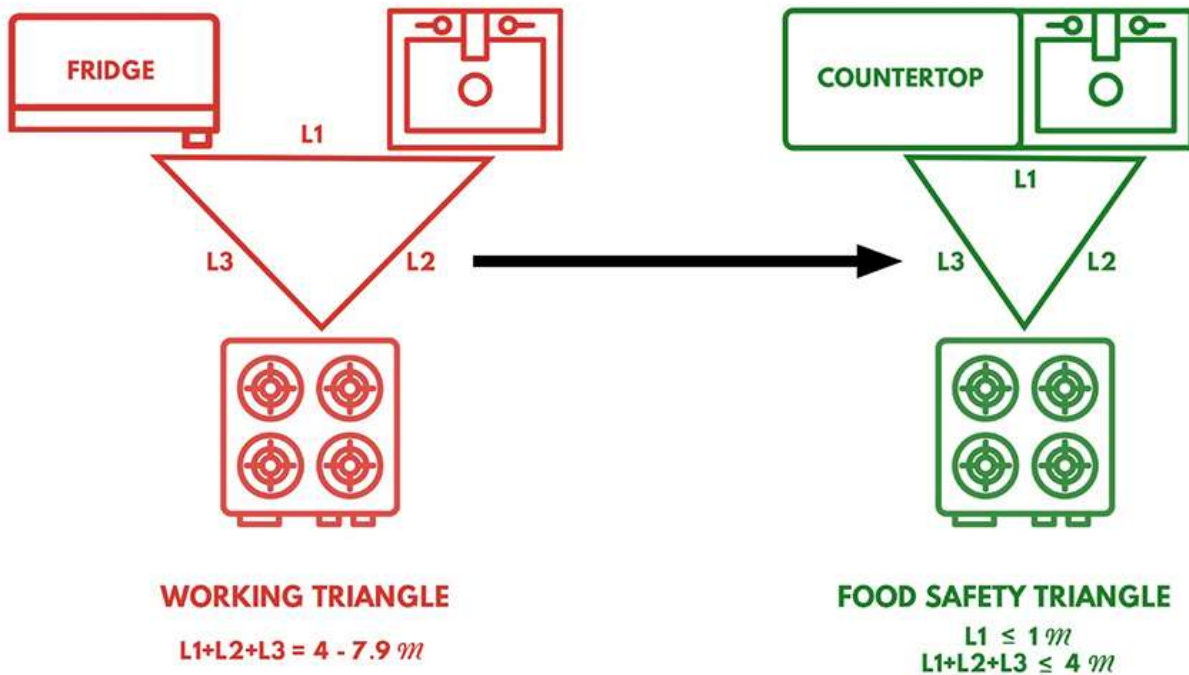 FRIDGE
L1
L3
L2
WORKING TRIANGLE
L1+L2+L3 = 4 - 7.9 m
COUNTERTOP
L1
L3
L2
FOOD SAFETY TRIANGLE
L1 ≤ 1 m
L1+L2+L3 ≤ 4 m